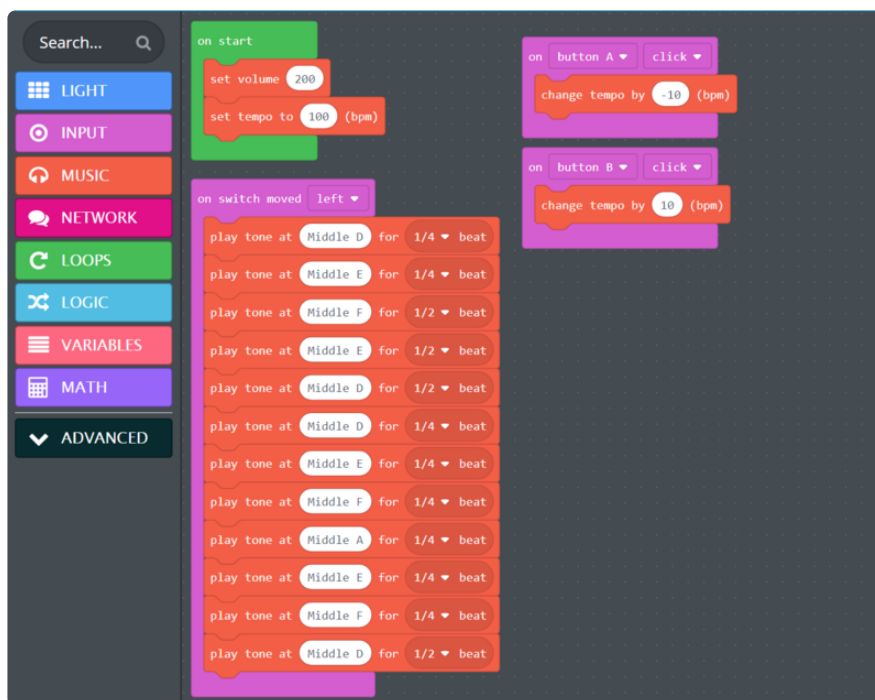 Search...
LIGHT
INPUT
MUSIC
NETWORK
LOOPS
LOGIC
VARIABLES
MATH
ADVANCED
on start
set volume 200
set tempo to 100 (bpm)
on switch moved left
play tone at Middle D for 1/4 beat
play tone at Middle E for 1/4 beat
play tone at Middle F for 1/2 beat
play tone at Middle E for 1/2 beat
play tone at Middle D for 1/2 beat
play tone at Middle D for 1/4 beat
play tone at Middle E for 1/4 beat
play tone at Middle F for 1/4 beat
play tone at Middle A for 1/4 beat
play tone at Middle E for 1/4 beat
play tone at Middle F for 1/4 beat
play tone at Middle D for 1/2 beat
on button A click
change tempo by -10 (bpm)
on button B click
change tempo by 10 (bpm)